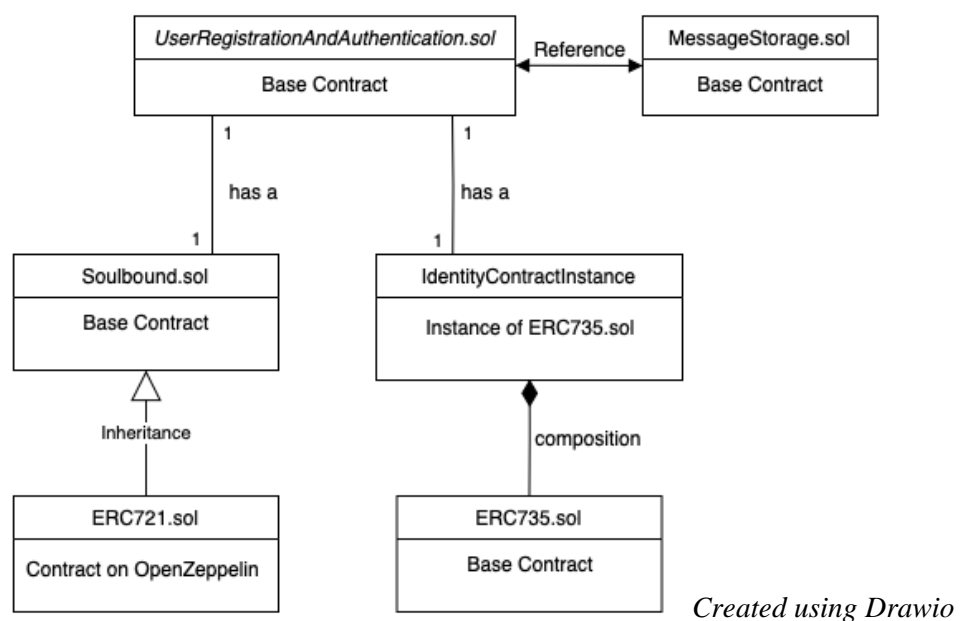 UserRegistrationAndAuthentication.sol
Base Contract
Reference
MessageStorage.sol
Base Contract
1
1
has a
has a
1
1
Soulbound.sol
Base Contract
IdentityContractInstance
Instance of ERC735.sol
Inheritance
composition
ERC721.sol
Contract on OpenZeppelin
ERC735.sol
Base Contract
Created using Drawio